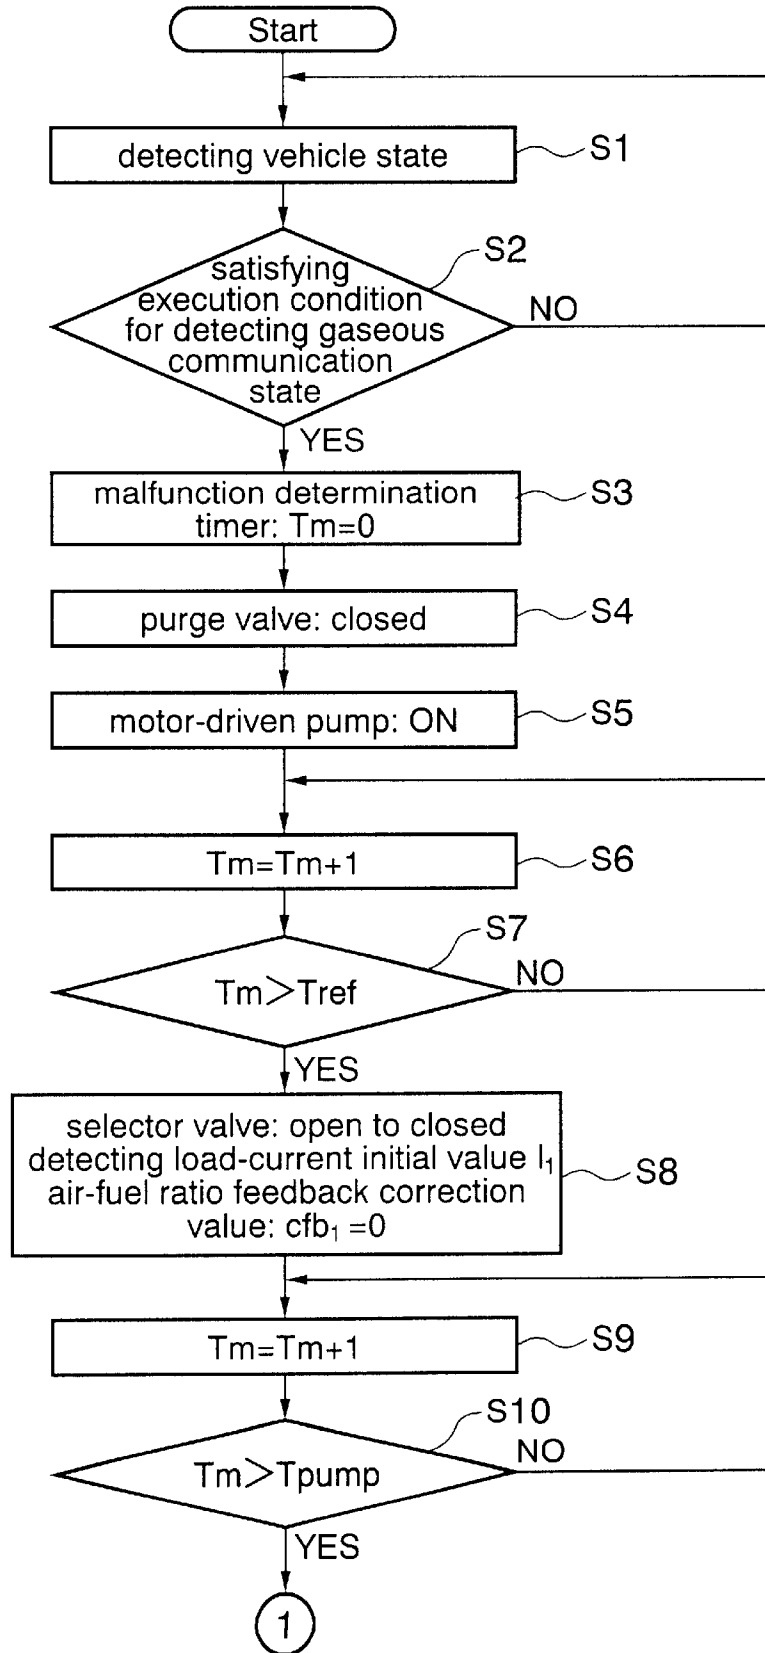 Start
detecting vehicle state
S1
satisfying
execution condition
for detecting gaseous
communication
state
S2
NO
YES
malfunction determination
timer: Tm=0
S3
purge valve: closed
S4
motor-driven pump: ON
S5
Tm=Tm+1
S6
Tm>Tref
S7
NO
YES
selector valve: open to closed
detecting load-current initial value I₁
air-fuel ratio feedback correction
value: cfb₁ =0
S8
Tm=Tm+1
S9
Tm>Tpump
S10
NO
YES
1